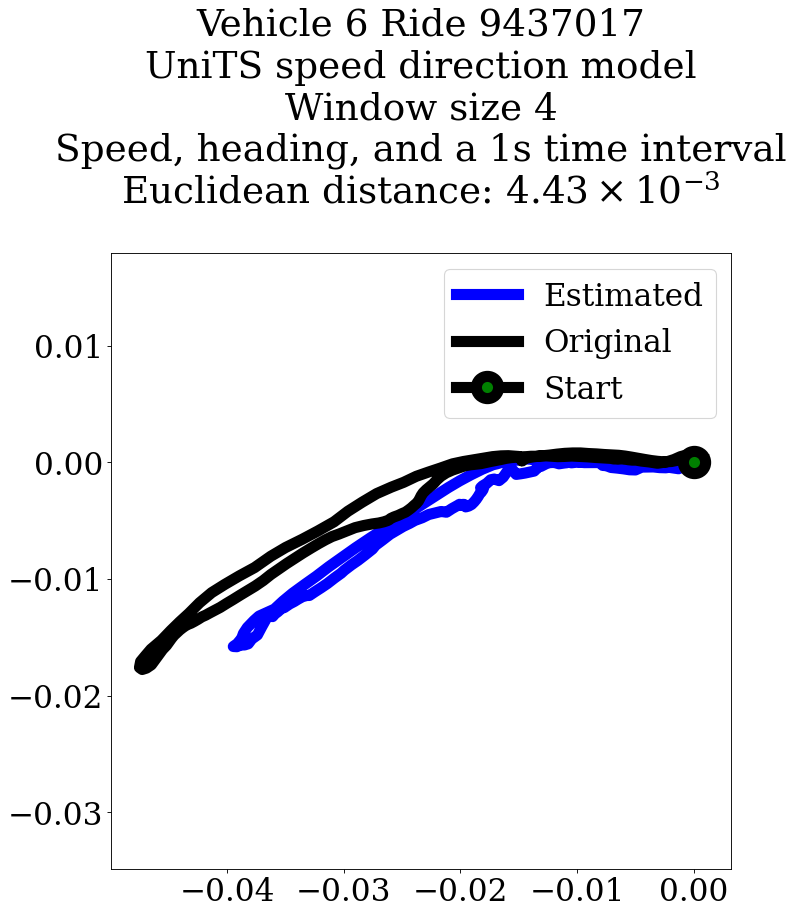 Vehicle 6 Ride 9437017
UniTS speed direction model
Window size 4
Speed, heading, and a 1s time interval
Euclidean distance: 4.43 × 10⁻³
Estimated
Original
Start
0.01
0.00
−0.01
−0.02
−0.03
−0.04 −0.03 −0.02 −0.01 0.00